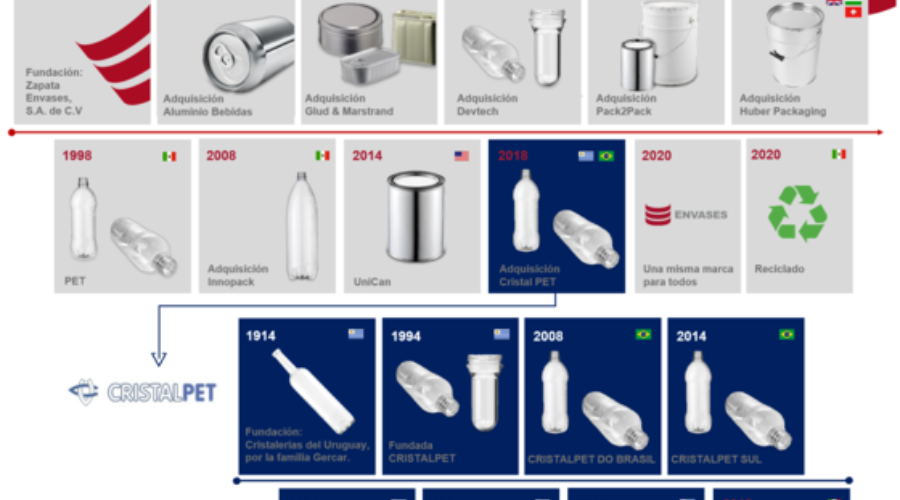 Fundación:
Zapata
Envases,
S.A. de C.V
Adquisición
Aluminio Bebidas
Adquisición
Glud & Marstrand
Adquisición
Devtech
Adquisición
Pack2Pack
Adquisición
Huber Packaging
1998
PET
2008
Adquisición
Innopack
2014
UniCan
2018
Adquisición
Cristal PET
2020
ENVASES
Una misma marca
para todos
2020
Reciclado
CRISTALPET
1914
Fundación:
Cristalerias del Uruguay,
por la familia Gercar.
1994
Fundada
CRISTALPET
2008
CRISTALPET DO BRASIL
2014
CRISTALPET SUL